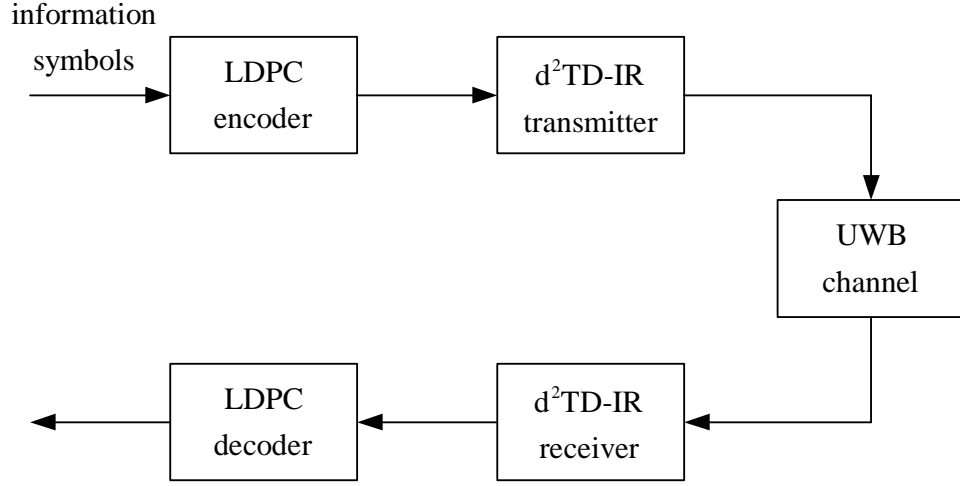 information
symbols
LDPC
encoder
d²TD-IR
transmitter
UWB
channel
LDPC
decoder
d²TD-IR
receiver